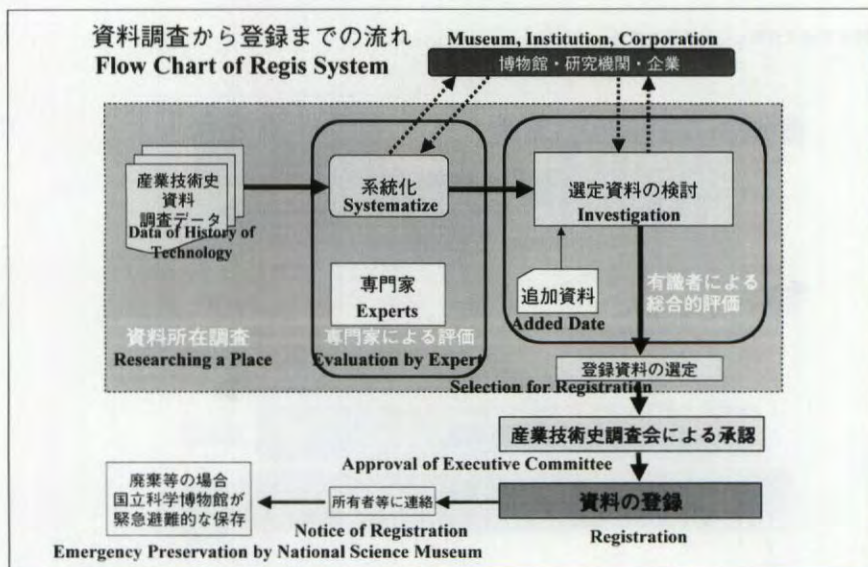 資料調査から登録までの流れ
Flow Chart of Regis System
Museum, Institution, Corporation
博物館・研究機関・企業
産業技術史
資料
調査データ
Data of History of
Technology
系統化
Systematize
選定資料の検討
Investigation
専門家
Experts
追加資料
Added Date
有識者による
総合的評価
資料所在調査
Researching a Place
専門家による評価
Evaluation by Expert
登録資料の選定
Selection for Registration
産業技術史調査会による承認
Approval of Executive Committee
資料の登録
Registration
所有者等に連絡
Notice of Registration
廃棄等の場合
国立科学博物館が
緊急避難的な保存
Emergency Preservation by National Science Museum